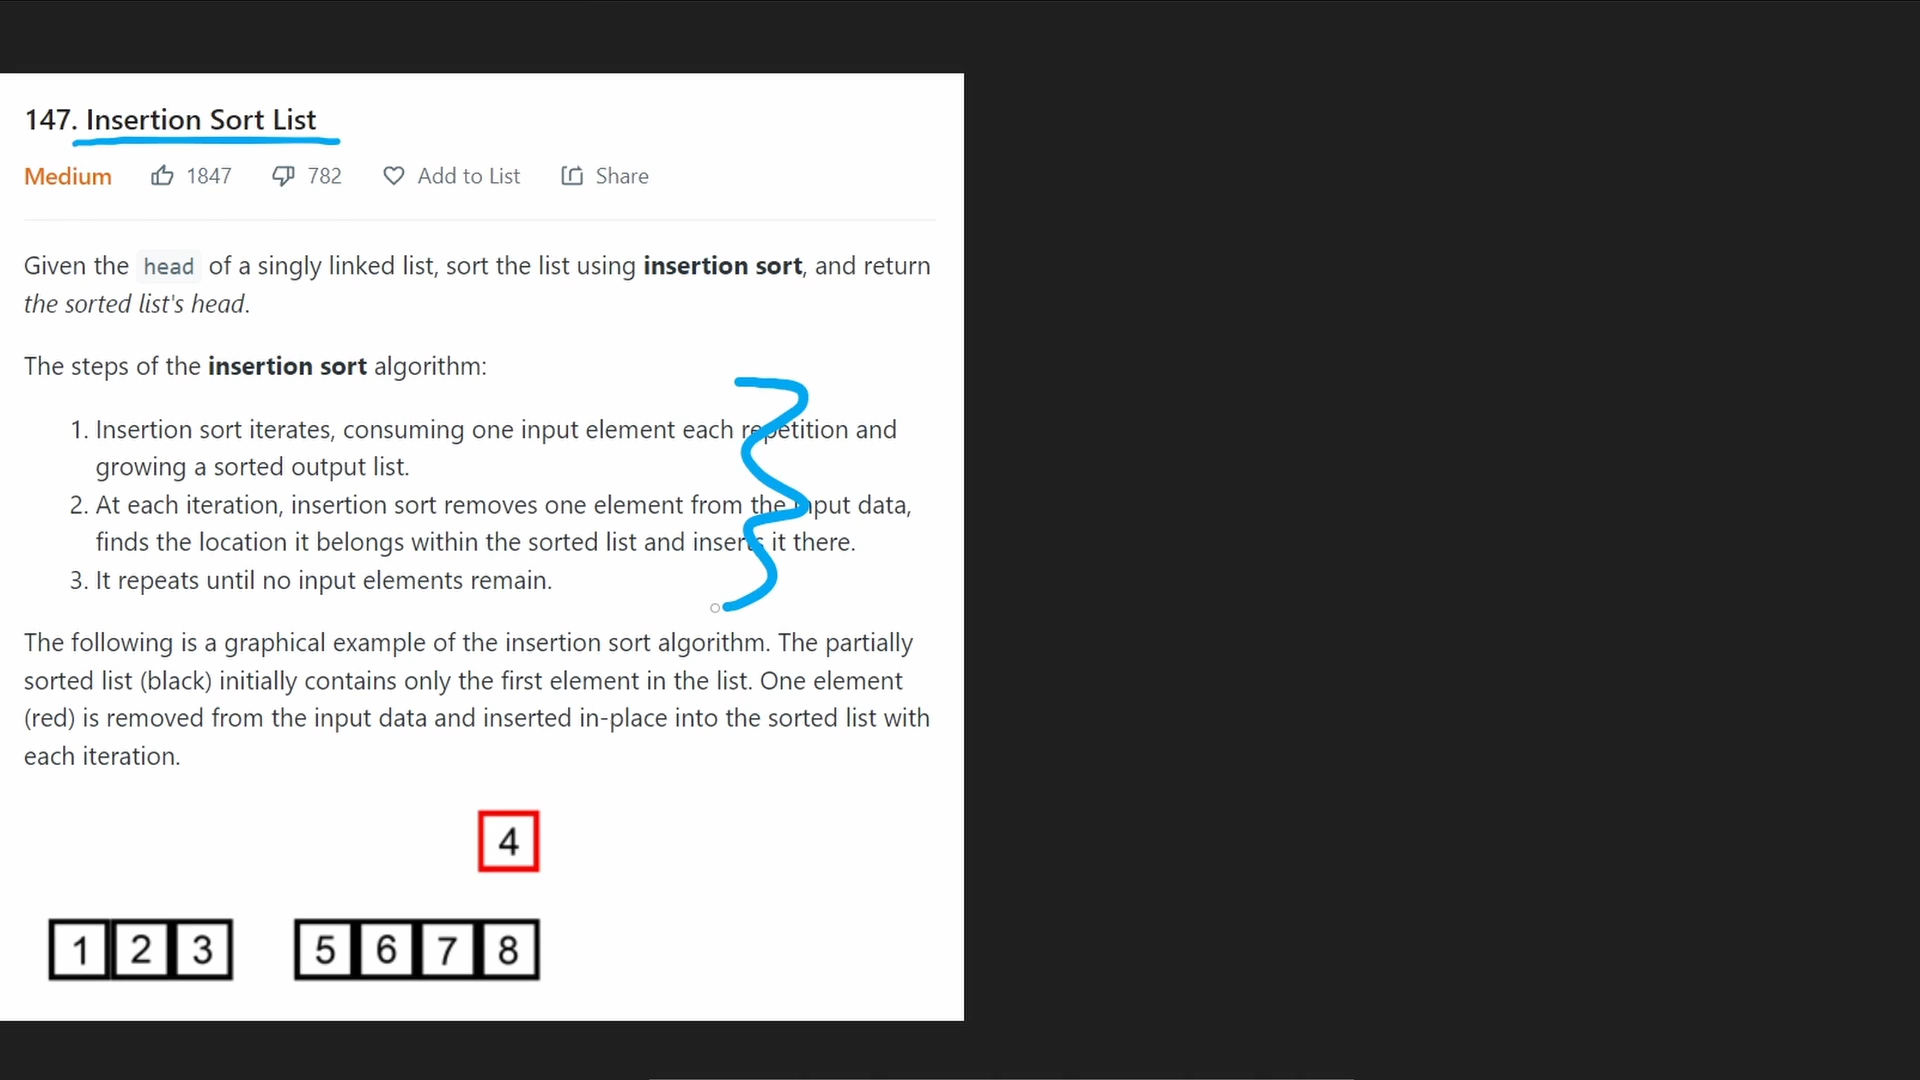 147. Insertion Sort List
Medium 1847 782 Add to List Share
Given the head of a singly linked list, sort the list using insertion sort, and return
the sorted list's head.
The steps of the insertion sort algorithm:
1. Insertion sort iterates, consuming one input element each repetition and
growing a sorted output list.
2. At each iteration, insertion sort removes one element from the input data,
finds the location it belongs within the sorted list and inserts it there.
3. It repeats until no input elements remain.
The following is a graphical example of the insertion sort algorithm. The partially
sorted list (black) initially contains only the first element in the list. One element
(red) is removed from the input data and inserted in-place into the sorted list with
each iteration.
4
1 2 3 5 6 7 8